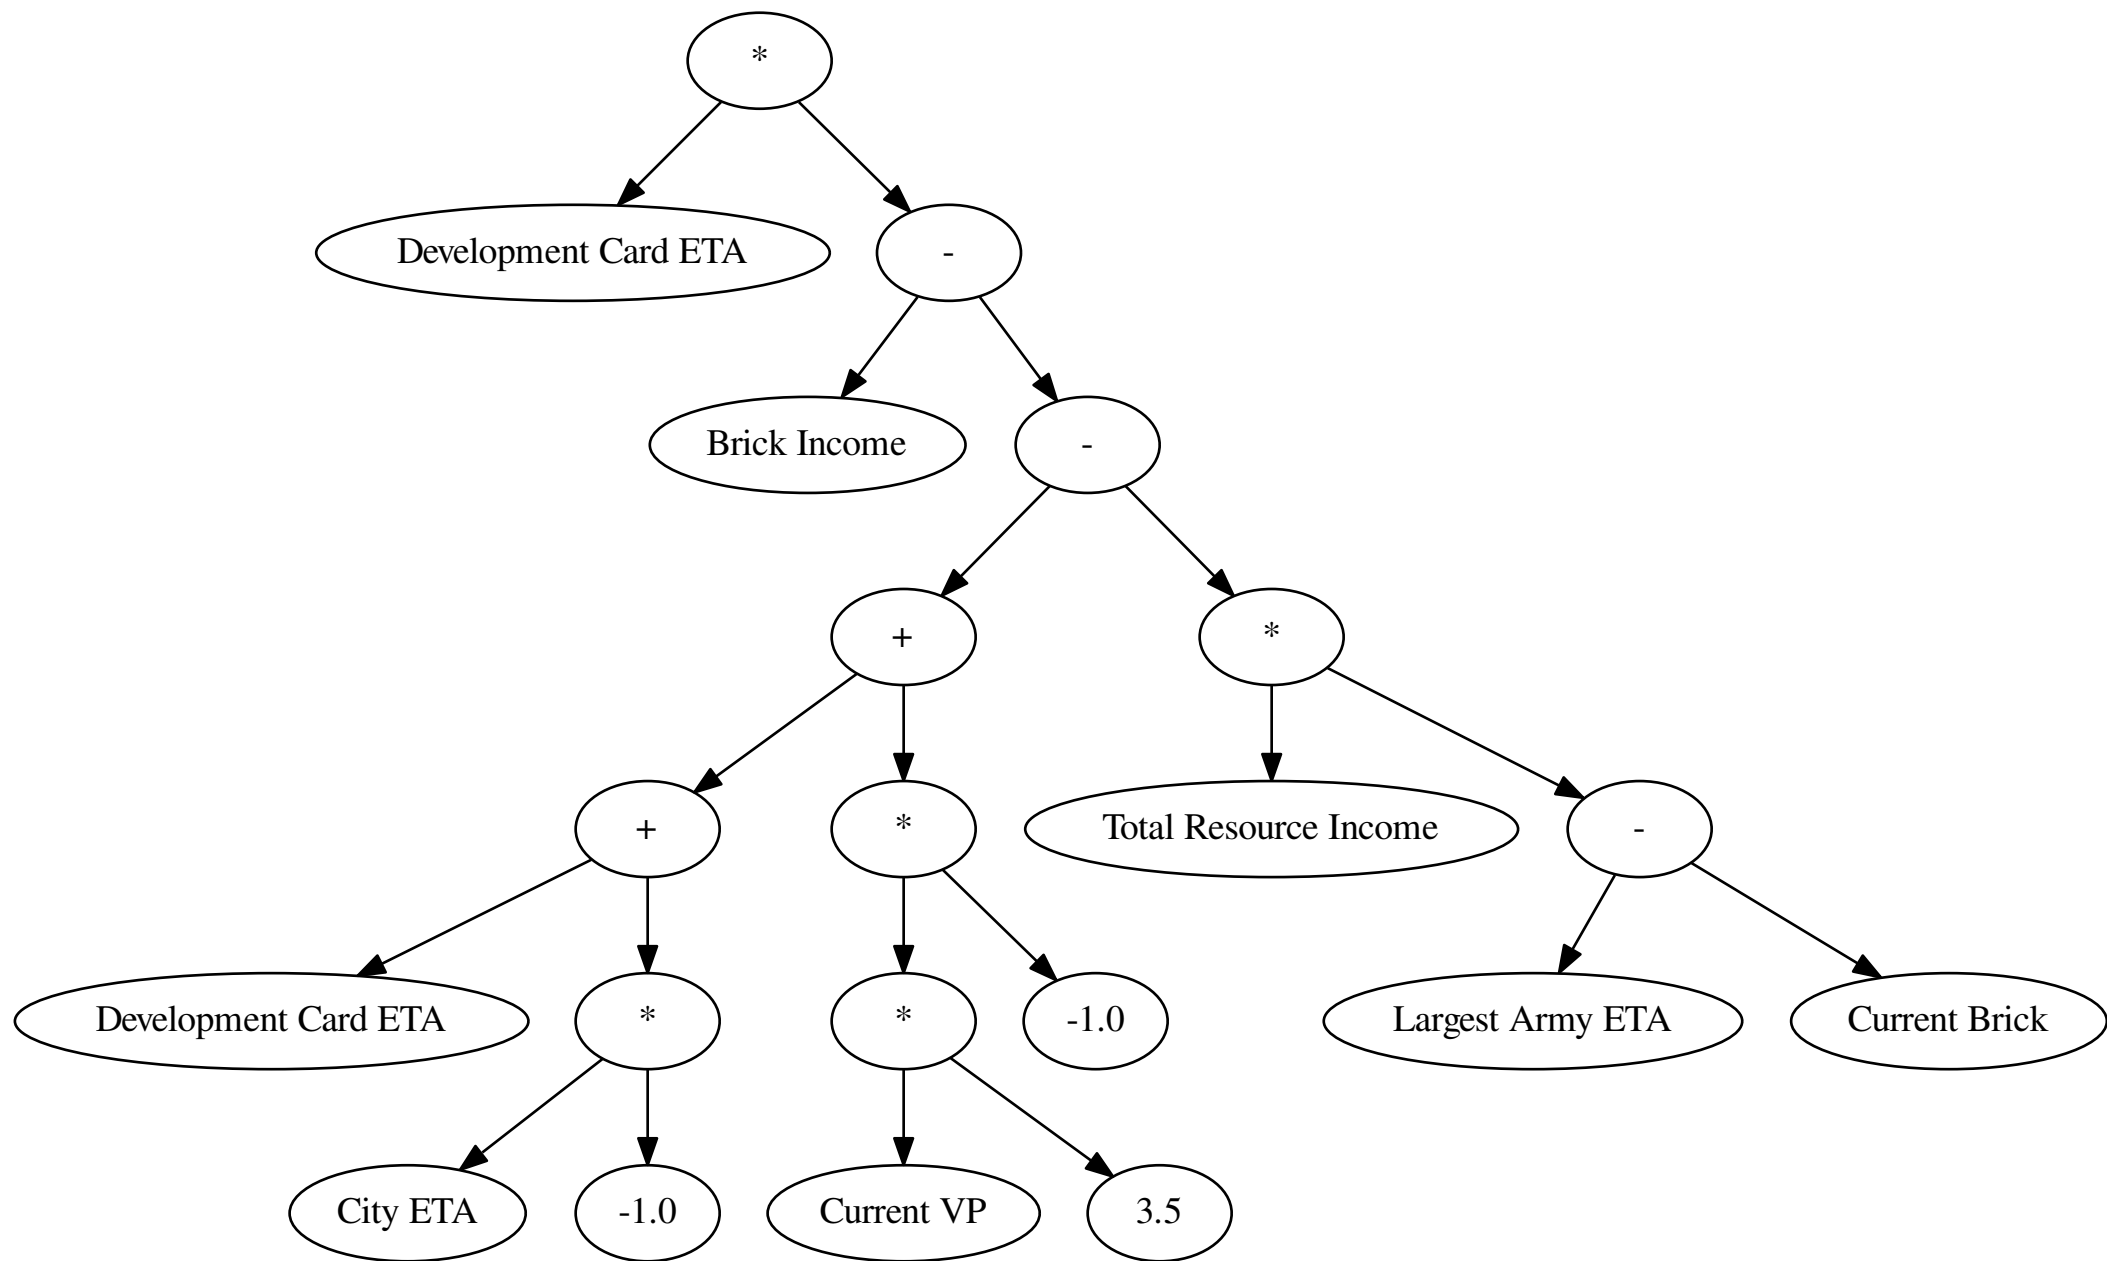 *
Development Card ETA
-
Brick Income
-
+
*
+
*
Total Resource Income
-
Development Card ETA
*
*
-1.0
Largest Army ETA
Current Brick
City ETA
-1.0
Current VP
3.5